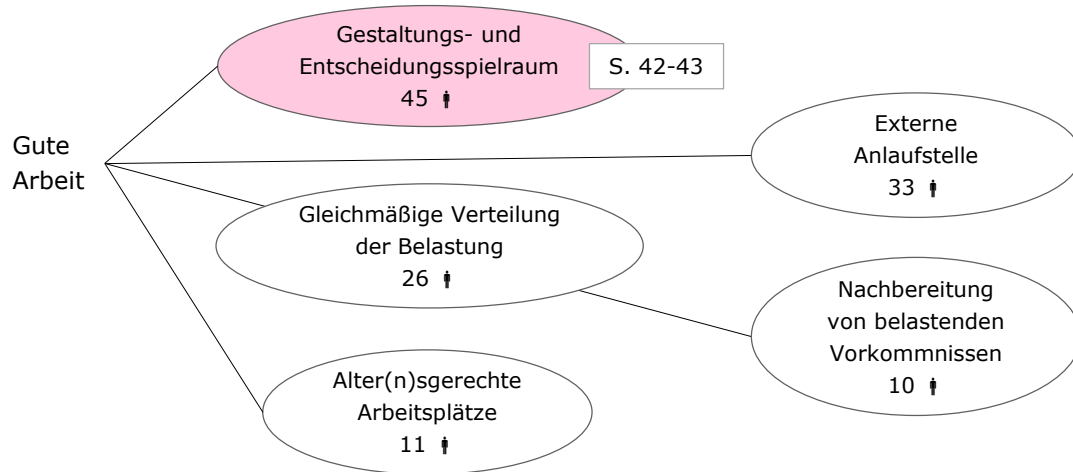 Gute
Arbeit
Gestaltungs- und
Entscheidungsspielraum
45
S. 42-43
Externe
Anlaufstelle
33
Gleichmäßige Verteilung
der Belastung
26
Nachbereitung
von belastenden
Vorkommnissen
10
Alter(n)sgerechte
Arbeitsplätze
11